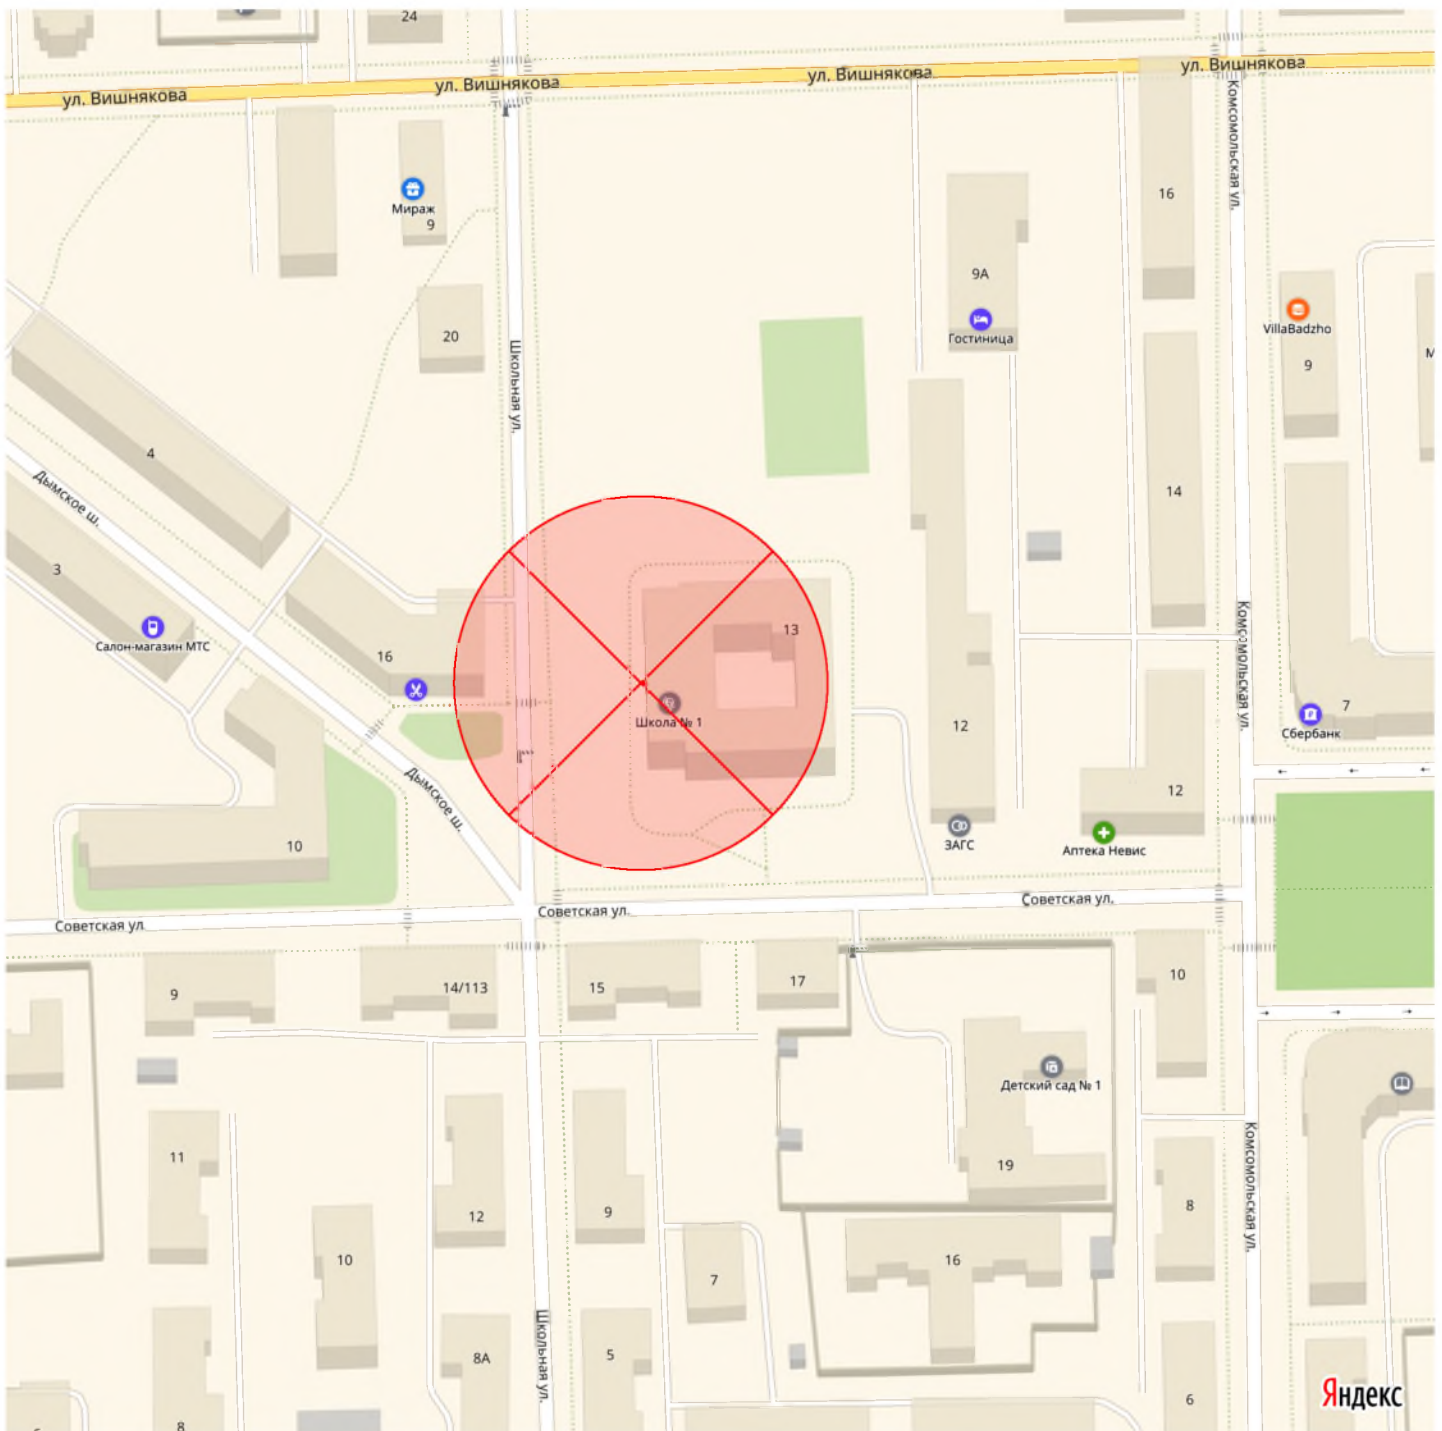 24
ул. Вишнякова
ул. Вишнякова
ул. Вишнякова
ул. Вишнякова
Комсомольская ул.
Мираж
9
16
9А
Гостиница
20
Школьная ул.
VillaBadzho
9
М
4
Дымское ш.
14
3
Салон-магазин МТС
16
13
Школа № 1
12
Комсомольская ул.
7
Сбербанк
Дымское ш.
10
12
ЗАГС
Аптека Невис
Советская ул.
Советская ул.
Советская ул
9
14/113
15
17
10
Детский сад № 1
11
19
12
9
8
Комсомольская ул.
10
16
7
Школьная ул.
8А
5
6
8
Яндекс